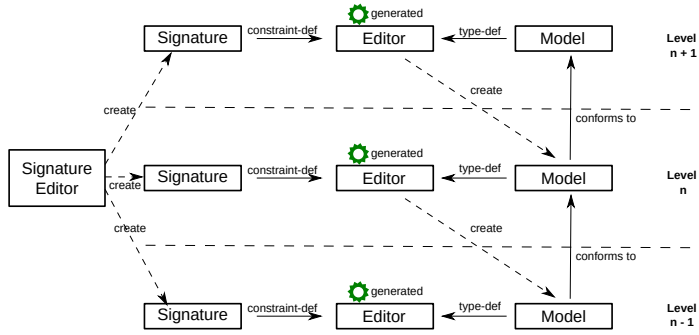 generated
Signature
constraint-def
Editor
type-def
Model
Level
n + 1
create
create
conforms to
generated
Signature
Editor
create
Signature
constraint-def
Editor
type-def
Model
Level
n
create
create
conforms to
generated
Signature
constraint-def
Editor
type-def
Model
Level
n - 1